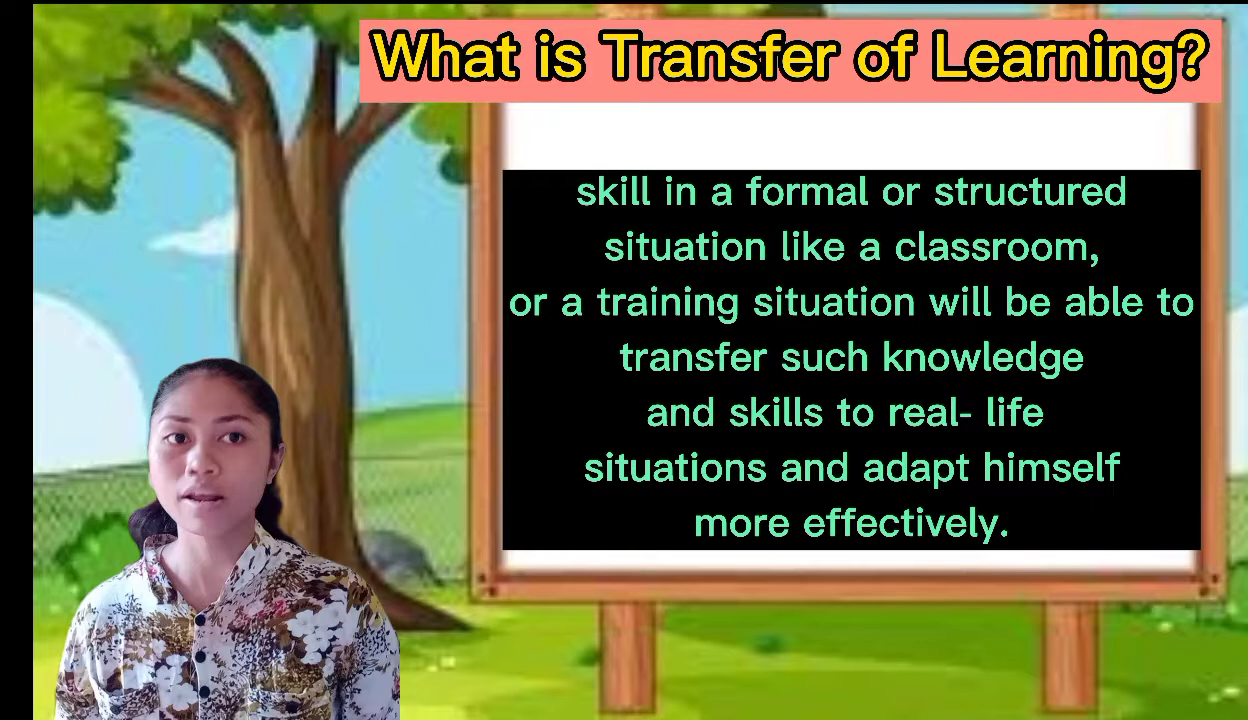 What is Transfer of Learning?
skill in a formal or structured
situation like a classroom,
or a training situation will be able to
transfer such knowledge
and skills to real- life
situations and adapt himself
more effectively.